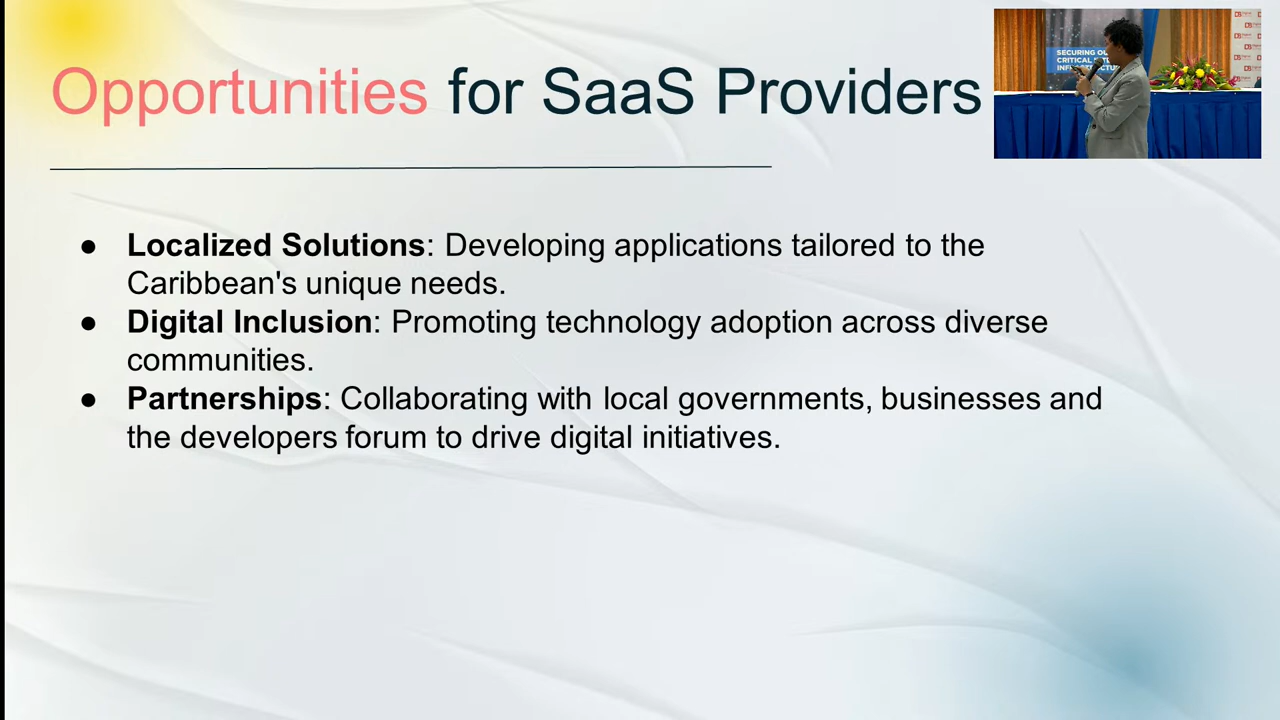 Opportunities for SaaS Providers
● Localized Solutions: Developing applications tailored to the
Caribbean's unique needs.
● Digital Inclusion: Promoting technology adoption across diverse
communities.
● Partnerships: Collaborating with local governments, businesses and
the developers forum to drive digital initiatives.
SECURING
CRITICAL